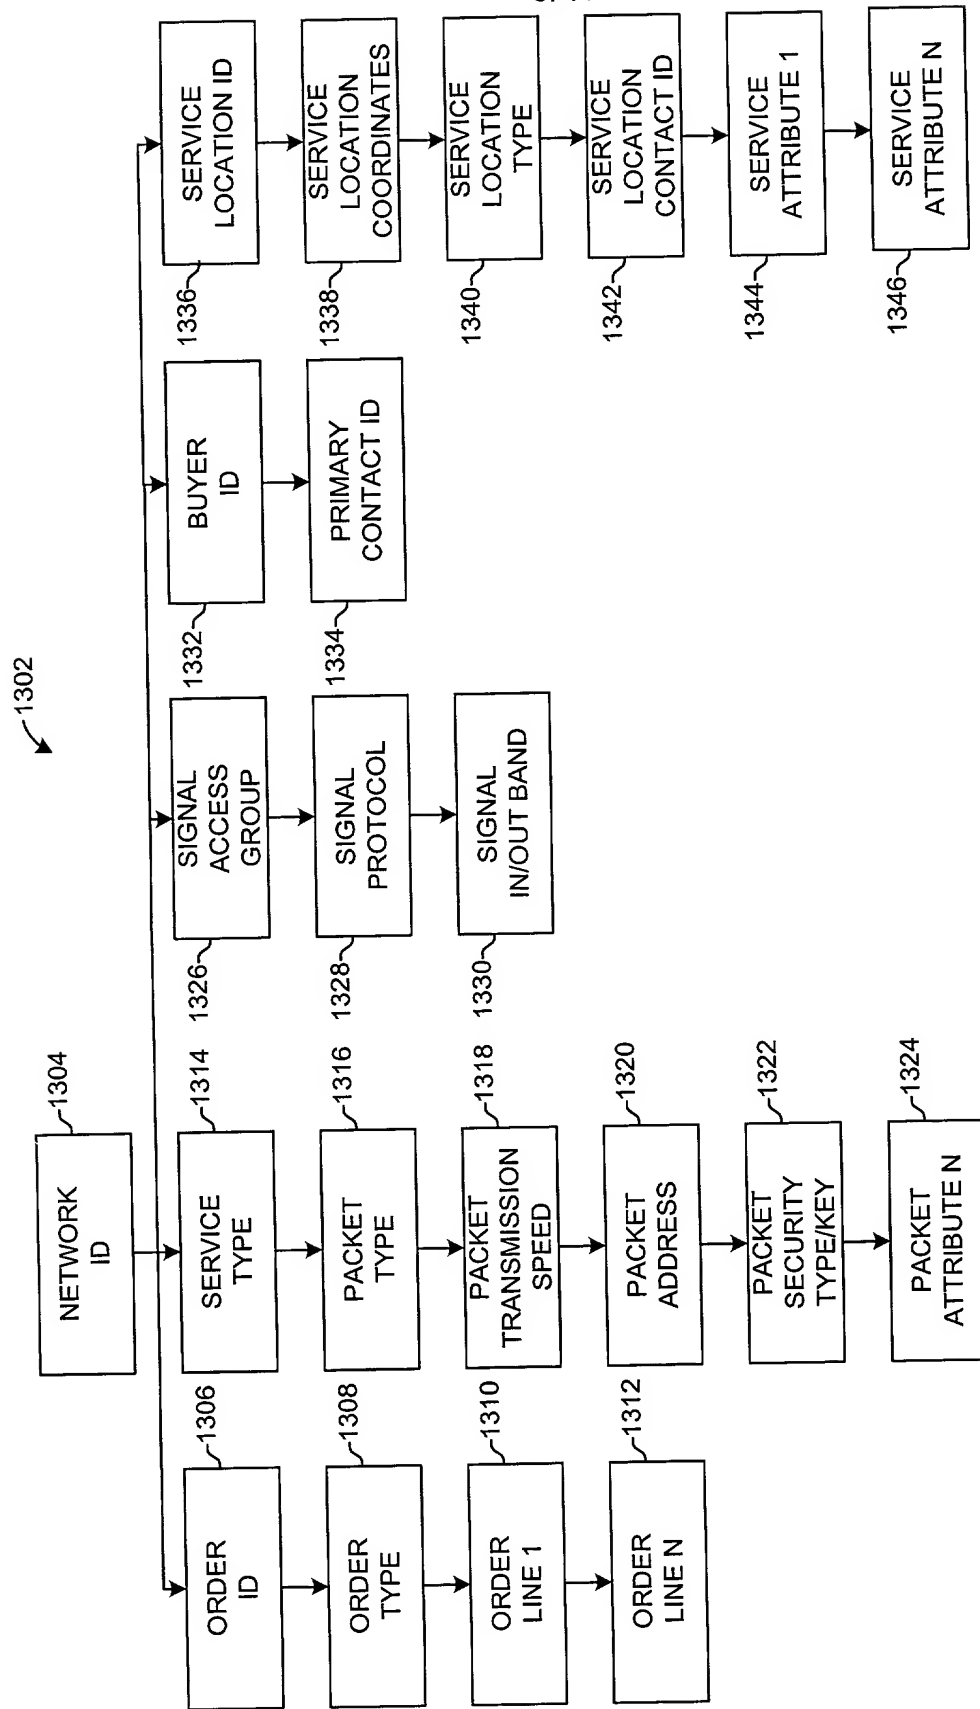 1302
NETWORK
ID
1304
ORDER
ID
1306
ORDER
TYPE
1308
ORDER
LINE 1
1310
ORDER
LINE N
1312
SERVICE
TYPE
1314
PACKET
TYPE
1316
PACKET
TRANSMISSION
SPEED
1318
PACKET
ADDRESS
1320
PACKET
SECURITY
TYPE/KEY
1322
PACKET
ATTRIBUTE N
1324
SIGNAL
ACCESS
GROUP
1326
SIGNAL
PROTOCOL
1328
SIGNAL
IN/OUT BAND
1330
BUYER
ID
1332
PRIMARY
CONTACT ID
1334
SERVICE
LOCATION ID
1336
SERVICE
LOCATION
COORDINATES
1338
SERVICE
LOCATION
TYPE
1340
SERVICE
LOCATION
CONTACT ID
1342
SERVICE
ATTRIBUTE 1
1344
SERVICE
ATTRIBUTE N
1346